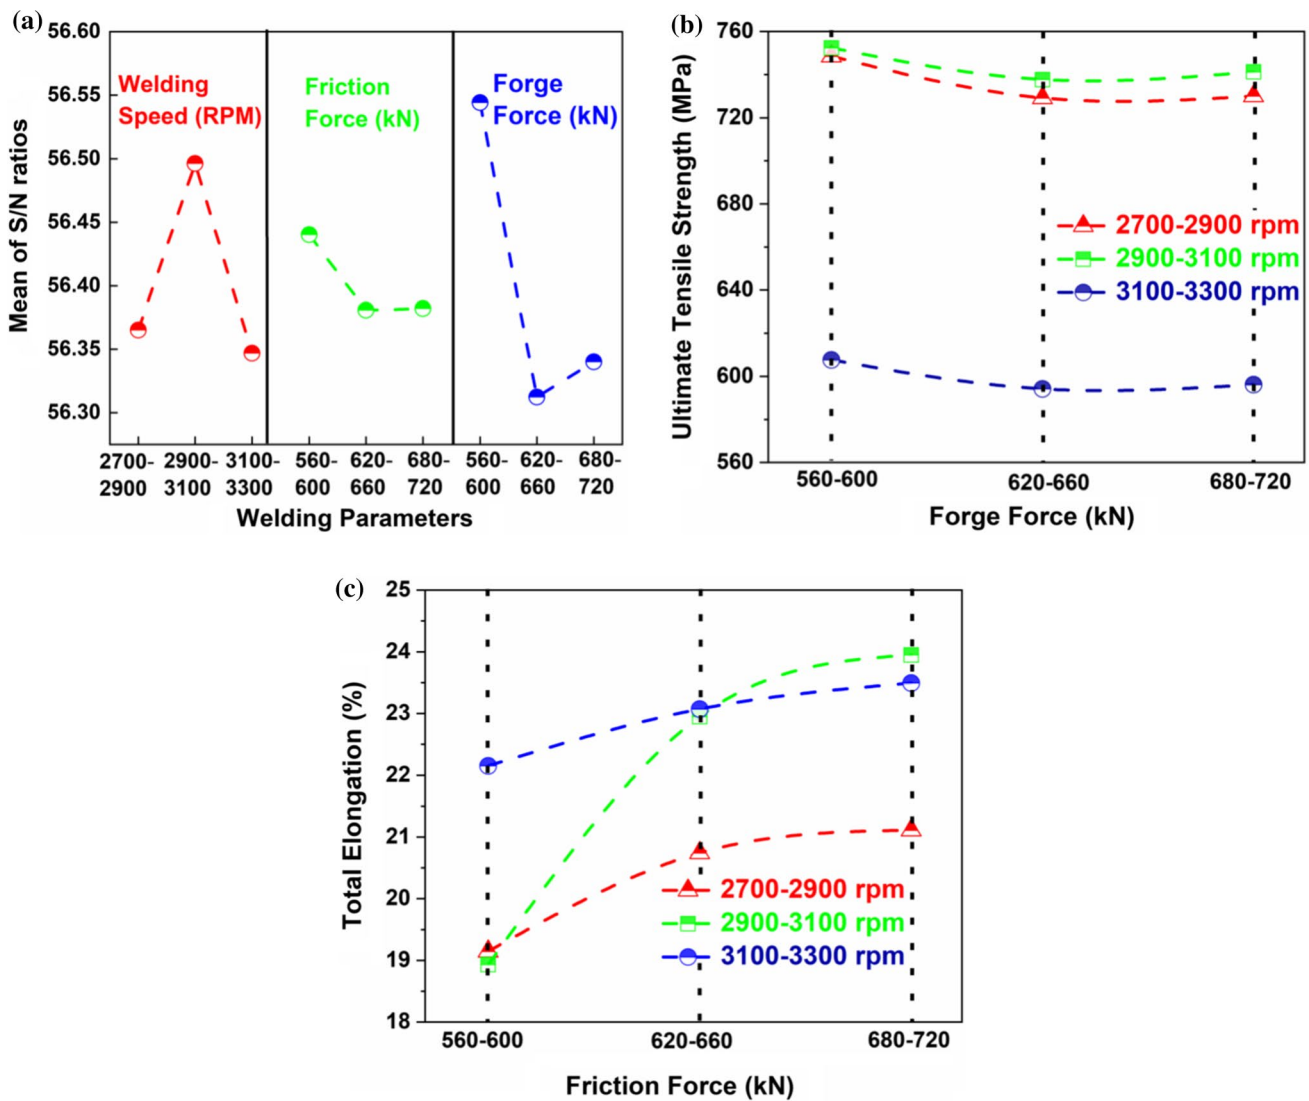 (a)
56.60
56.55
56.50
56.45
56.40
56.35
56.30
Mean of S/N ratios
Welding
Speed (RPM)
Friction
Force (kN)
Forge
Force (kN)
2700-
2900
2900-
3100
3100-
3300
560-
600
620-
660
680-
720
560-
600
620-
660
680-
720
Welding Parameters
(b)
760
720
680
640
600
560
Ultimate Tensile Strength (MPa)
2700-2900 rpm
2900-3100 rpm
3100-3300 rpm
560-600
620-660
680-720
Forge Force (kN)
(c)
25
24
23
22
21
20
19
18
Total Elongation (%)
2700-2900 rpm
2900-3100 rpm
3100-3300 rpm
560-600
620-660
680-720
Friction Force (kN)